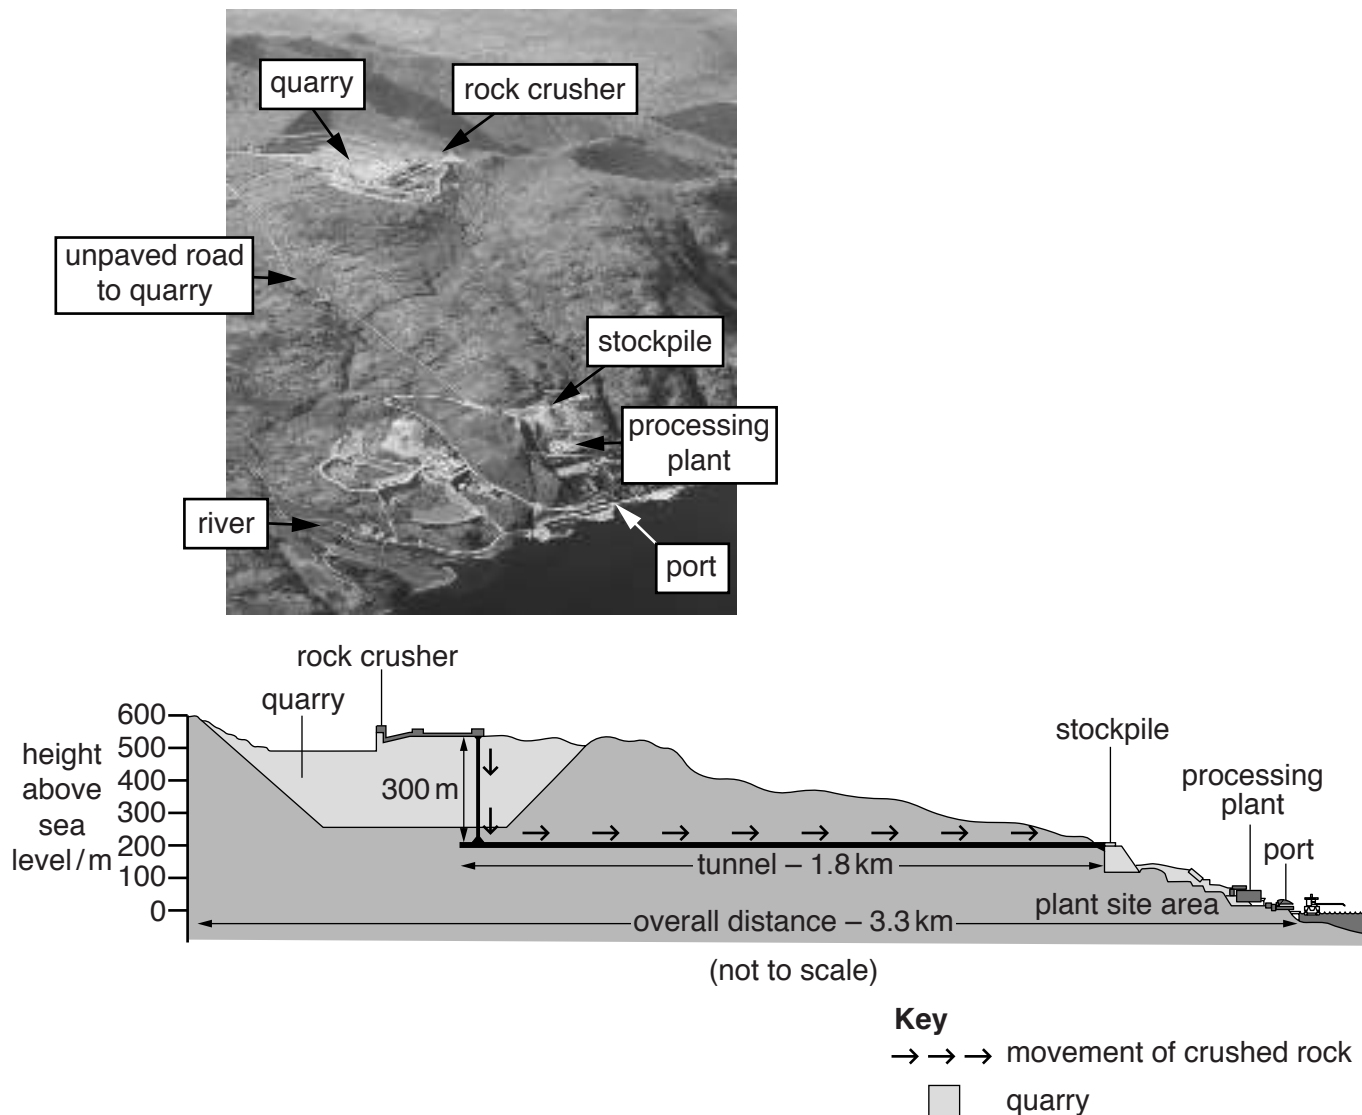 quarry
rock crusher
unpaved road
to quarry
stockpile
processing
plant
river
port
rock crusher
quarry
stockpile
processing
plant
port
height
above
sea
level / m
600
500
400
300
200
100
0
300 m
tunnel – 1.8 km
plant site area
overall distance – 3.3 km
(not to scale)
Key
movement of crushed rock
quarry